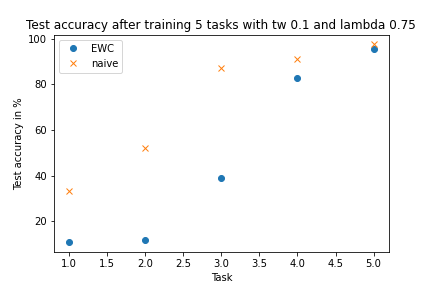 Test accuracy after training 5 tasks with tw 0.1 and lambda 0.75
EWC
naive
Test accuracy in %
100
80
60
40
20
1.0 1.5 2.0 2.5 3.0 3.5 4.0 4.5 5.0
Task